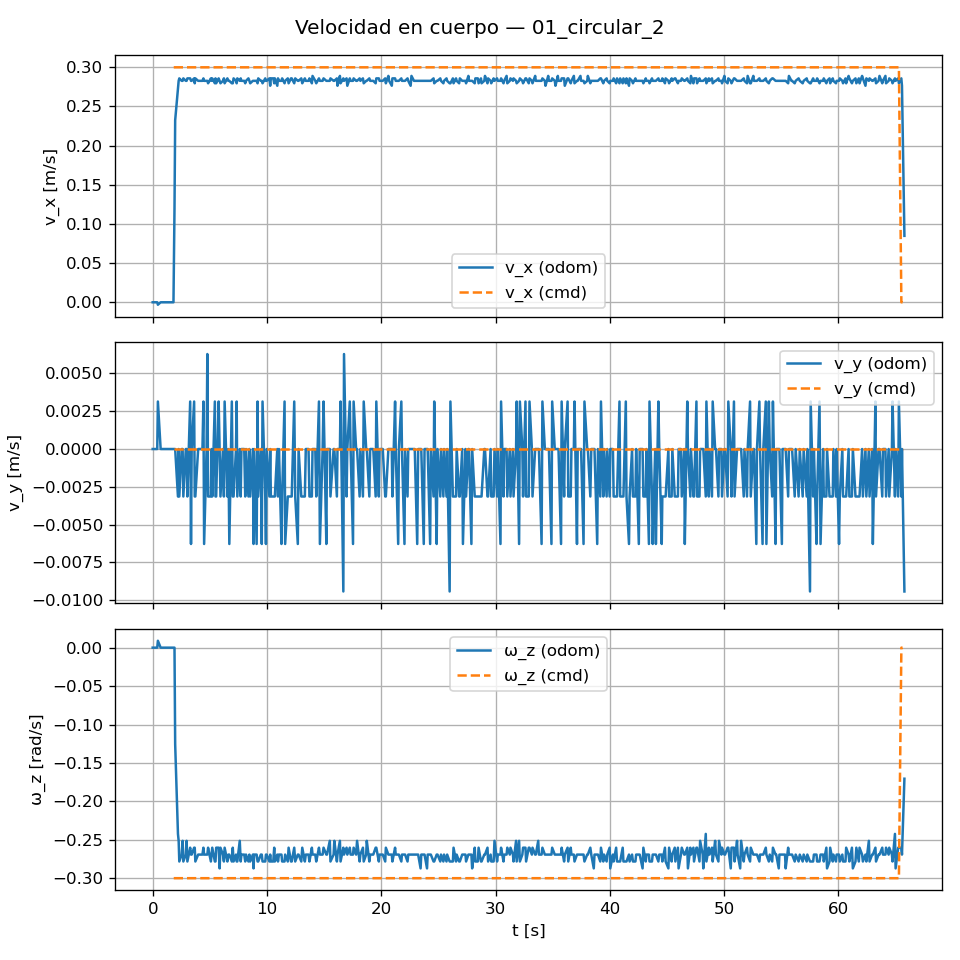 Velocidad en cuerpo — 01_circular_2
0.30
0.25
0.20
0.15
0.10
0.05
0.00
v_x [m/s]
v_x (odom)
v_x (cmd)
0.0050
0.0025
0.0000
−0.0025
−0.0050
−0.0075
−0.0100
v_y [m/s]
v_y (odom)
v_y (cmd)
0.00
−0.05
−0.10
−0.15
−0.20
−0.25
−0.30
ω_z [rad/s]
ω_z (odom)
ω_z (cmd)
0 10 20 30 40 50 60
t [s]